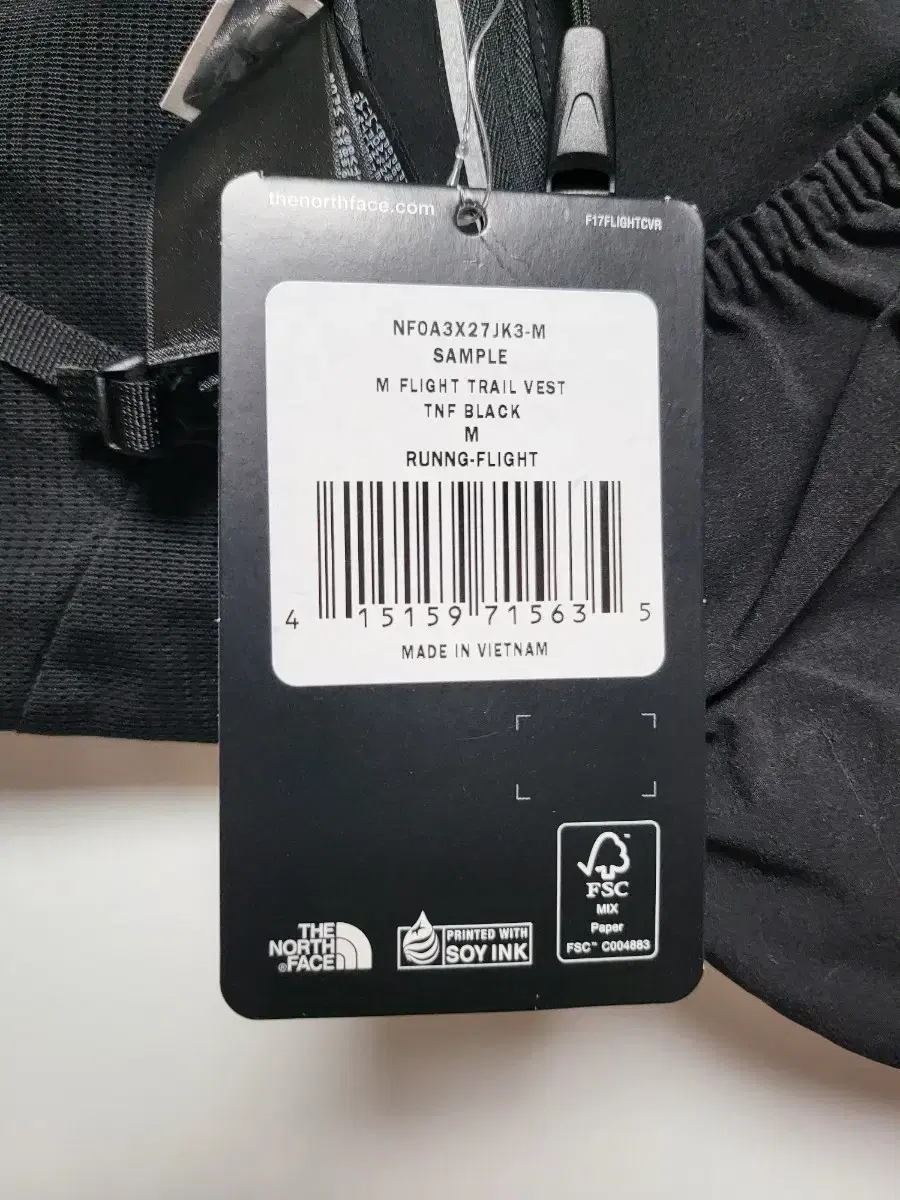 thenorthface.com
F17FLIGHTCVR
NF0A3X27JK3-M
SAMPLE
M FLIGHT TRAIL VEST
TNF BLACK
M
RUNNG-FLIGHT
4 15159 71563 5
MADE IN VIETNAM
THE
NORTH
®FACE
PRINTED WITH
SOY INK
FSC™
MIX
Paper
FSC™ C004883